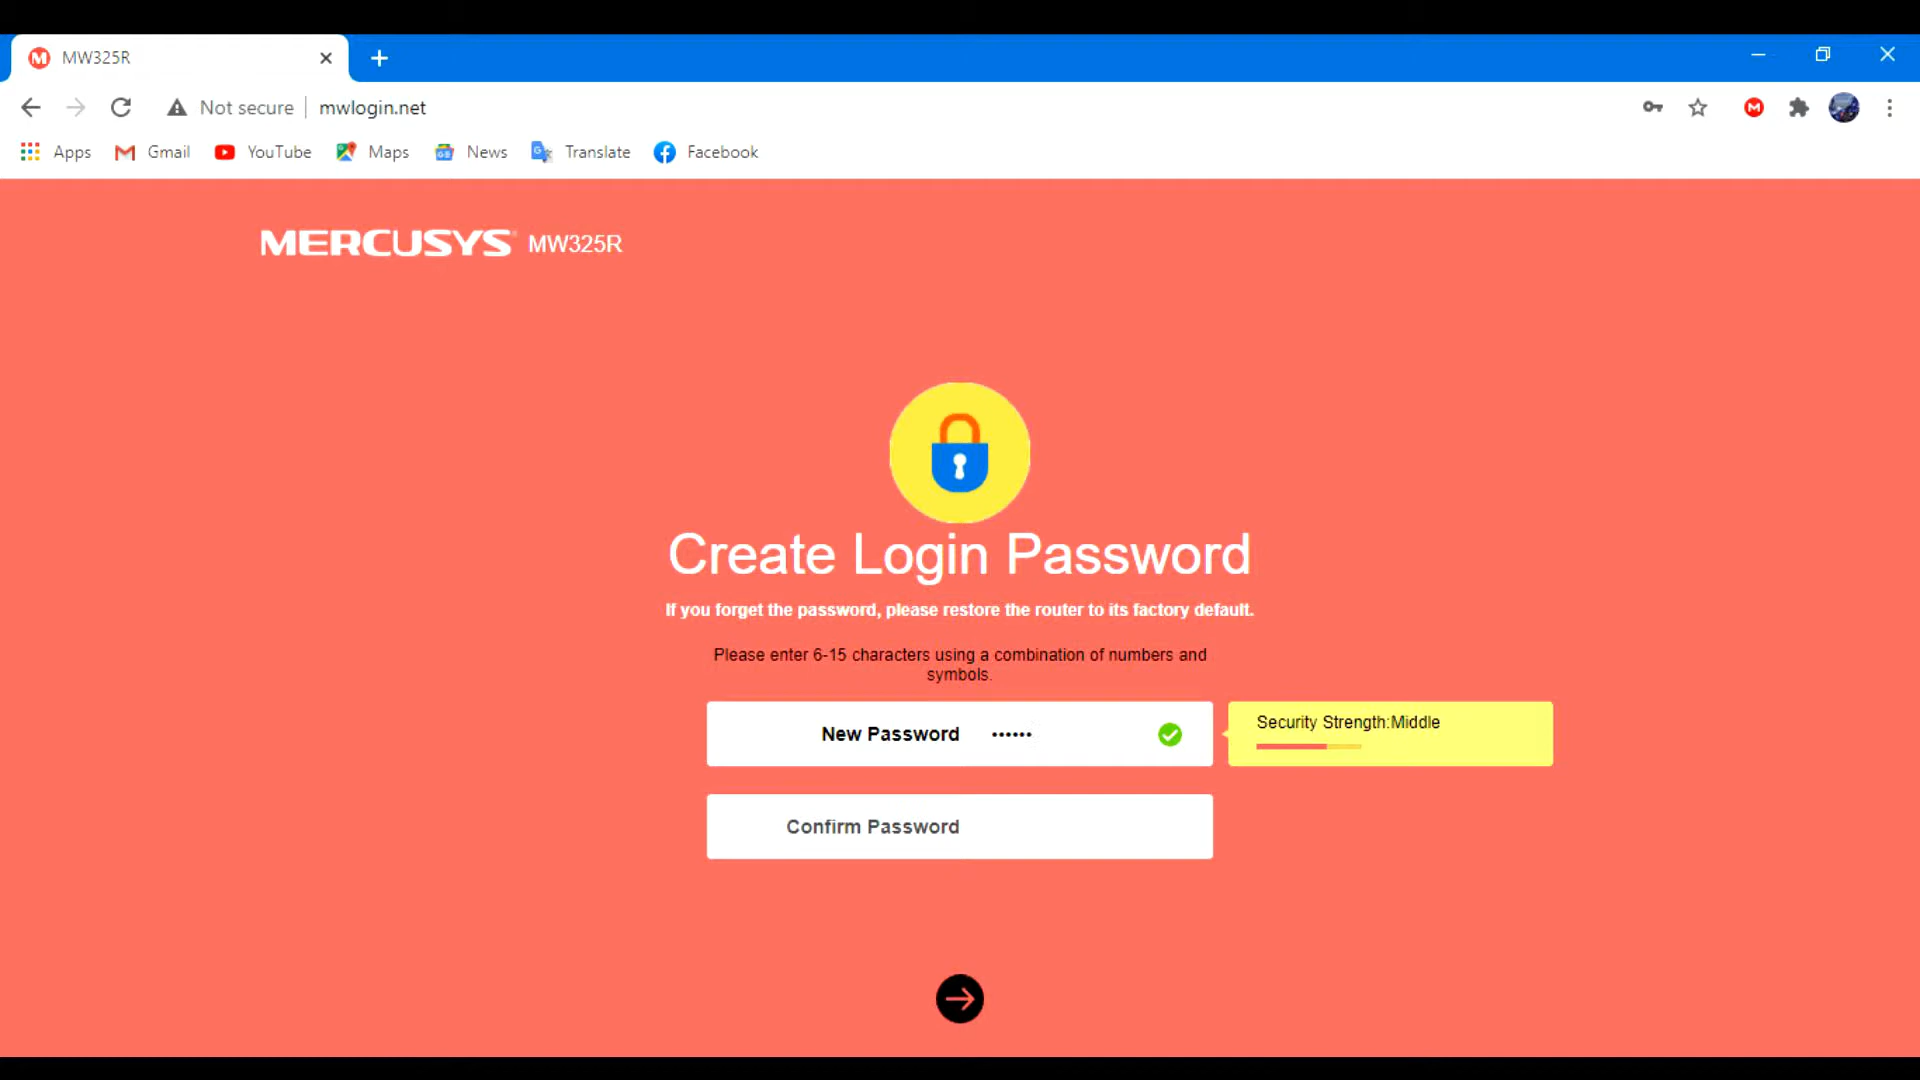 MW325R
Not secure mwlogin.net
Apps Gmail YouTube Maps News Translate Facebook
MERCUSYS MW325R
Create Login Password
If you forget the password, please restore the router to its factory default.
Please enter 6-15 characters using a combination of numbers and
symbols.
New Password ••••••
Security Strength:Middle
Confirm Password